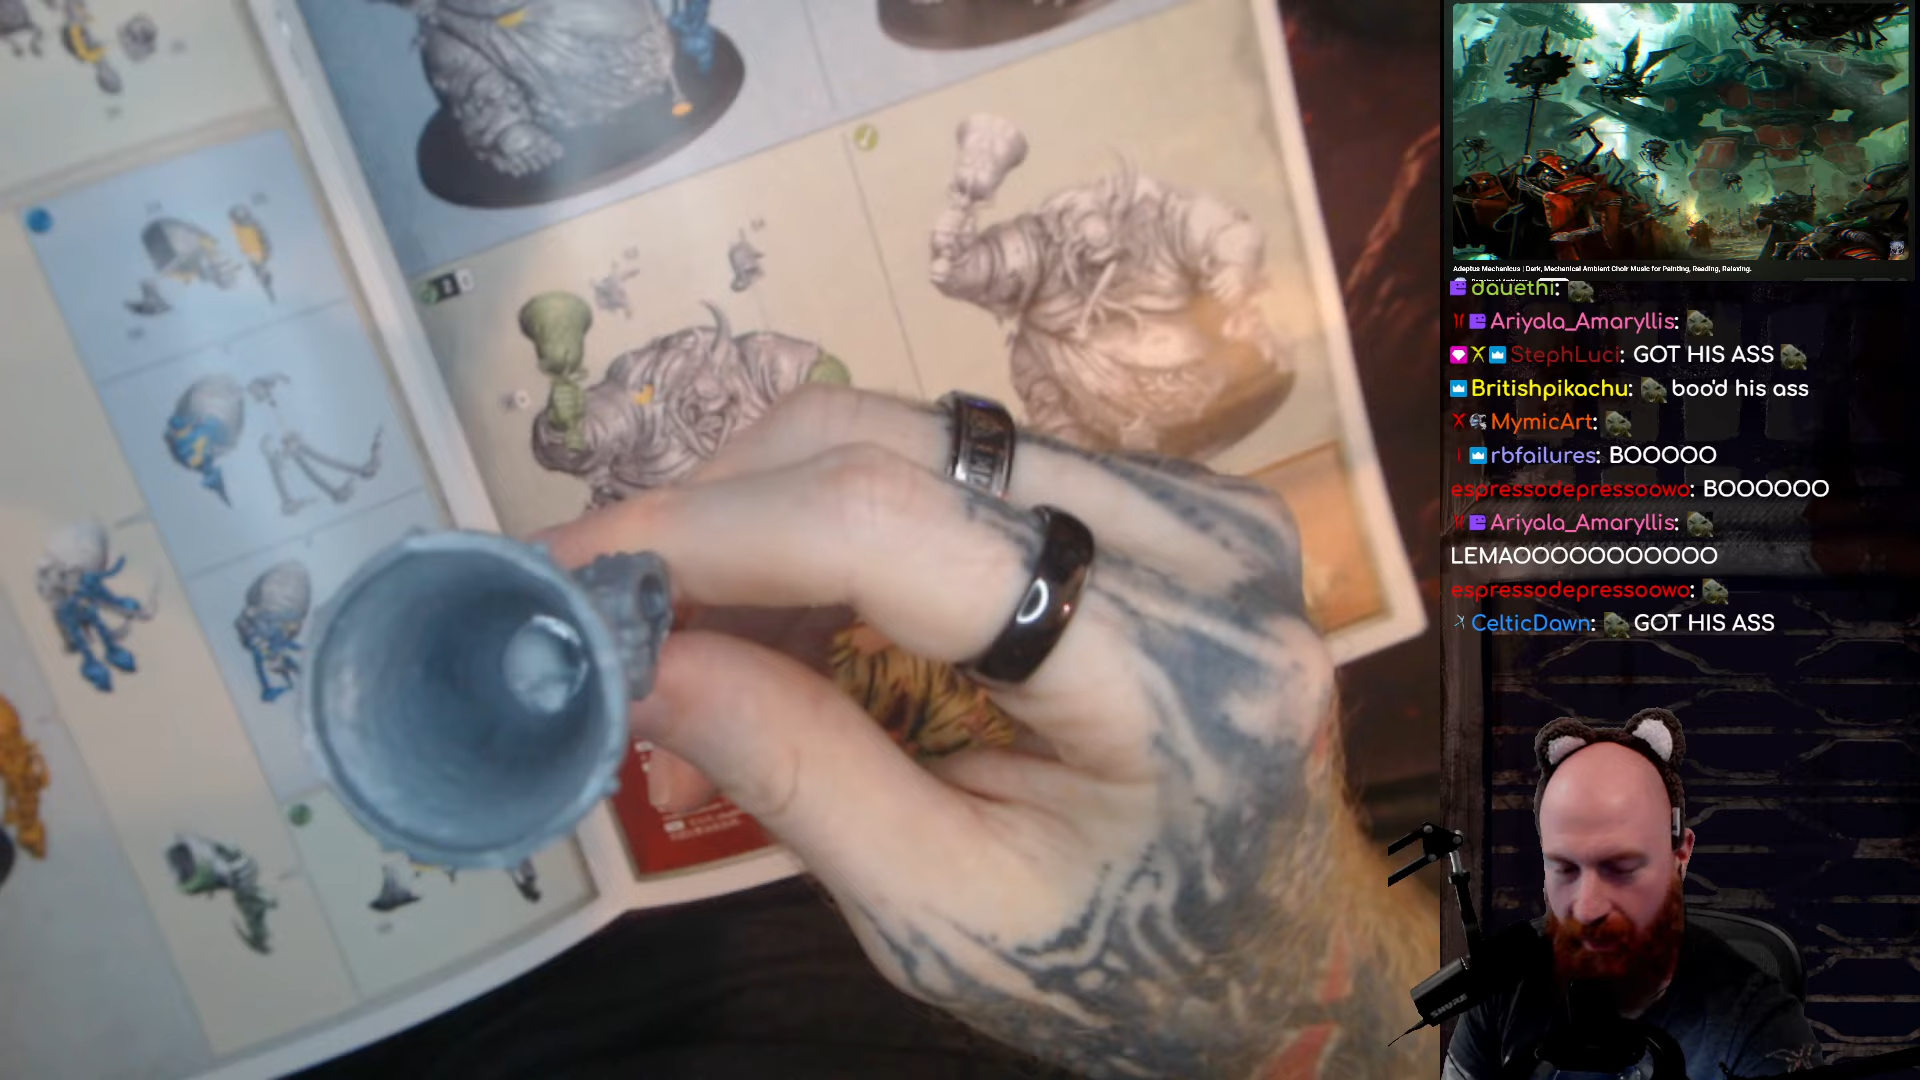 Adeptus Mechanicus | Dark, Mechanical Ambient Choir Music for Painting, Reading, Relaxing.
dauethi:
Ariyala_Amaryllis:
StephLuci: GOT HIS ASS
Britishpikachu: boo'd his ass
MymicArt:
rbfailures: BOOOOO
espressodepressoowo: BOOOOOO
Ariyala_Amaryllis:
LEMAOOOOOOOOOOO
espressodepressoowo:
CelticDawn: GOT HIS ASS
SHURE